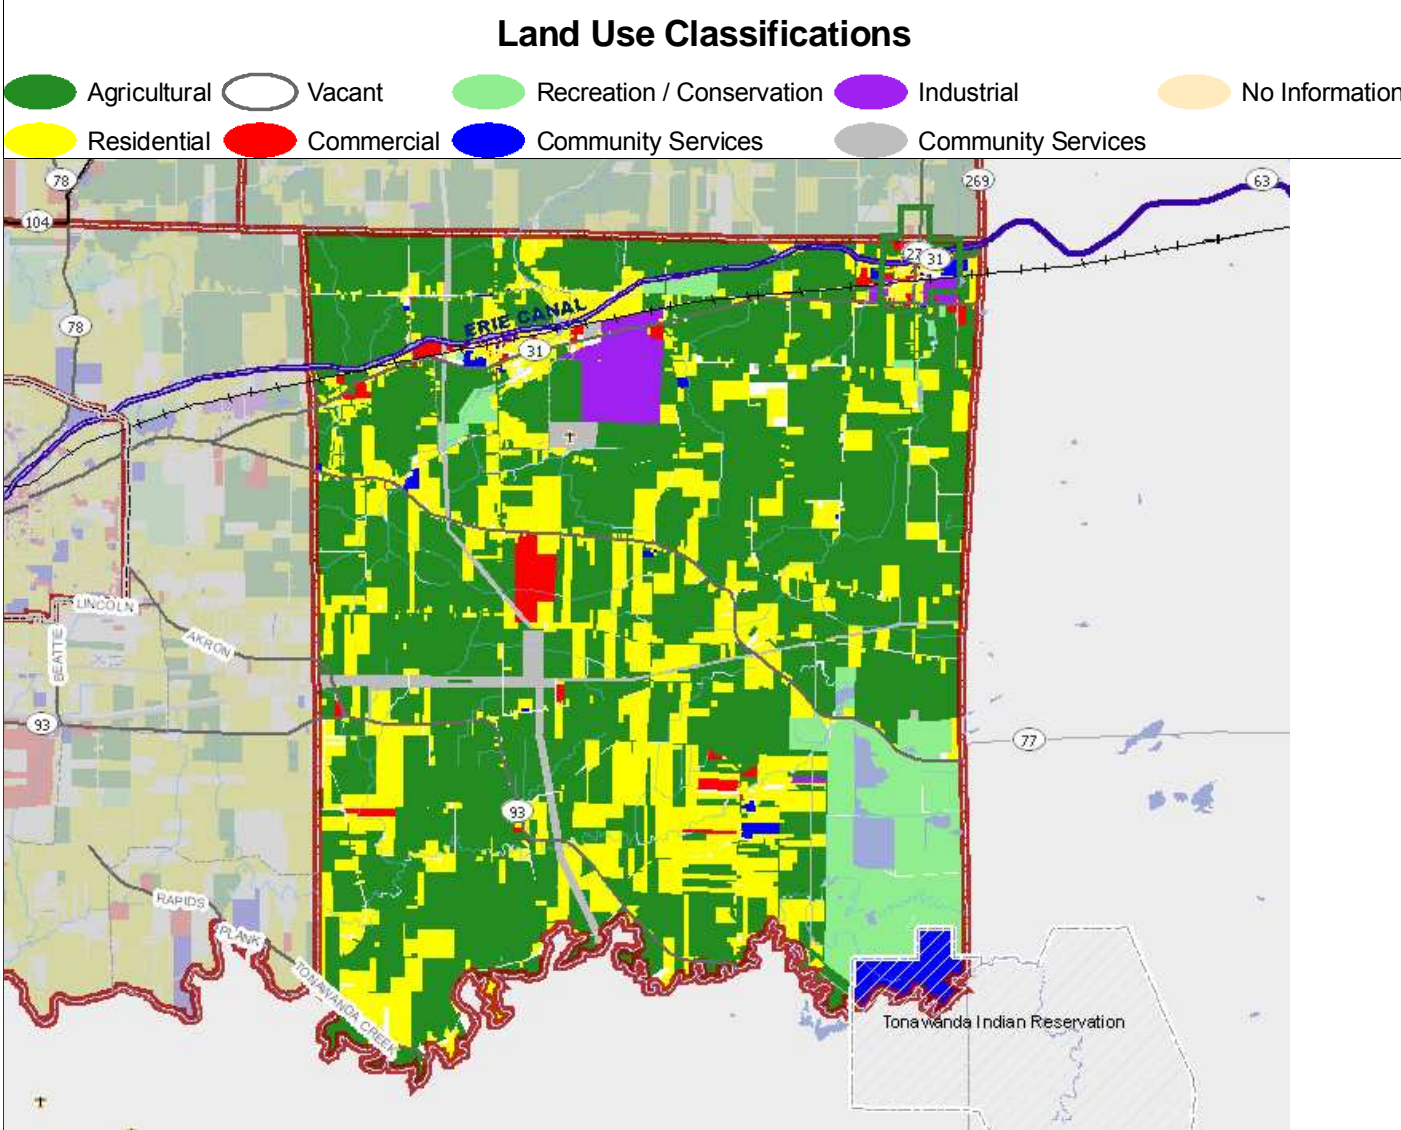 Land Use Classifications
Agricultural Vacant Recreation / Conservation Industrial No Information
Residential Commercial Community Services Community Services
78
269
63
104
27 31
78
ERIE CANAL
31
LINCOLN
BEATTIE
AKRON
93
77
93
RAPIDS
PLANK
TONAWANDA CREEK
Tonawanda Indian Reservation